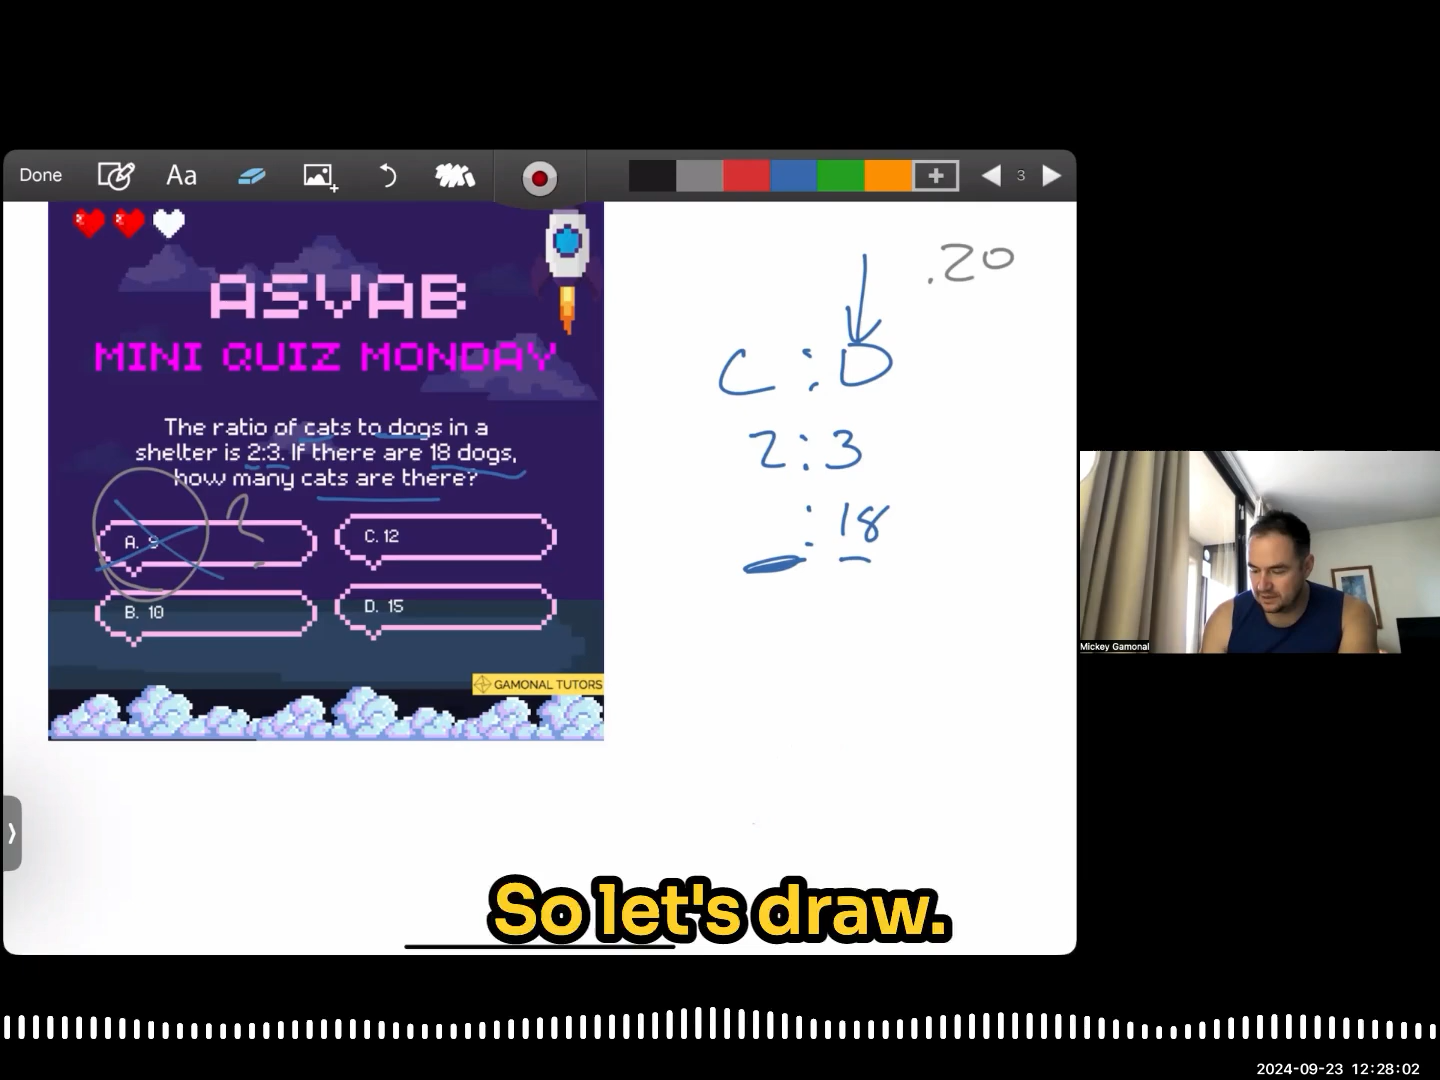 Done
Aa
3
ASVAB
MINI QUIZ MONDAY
The ratio of cats to dogs in a
shelter is 2:3. If there are 18 dogs,
how many cats are there?
A. 9
C. 12
B. 10
D. 15
GAMONAL TUTORS
.20
C : D
2 : 3
: 18
Mickey Gamonal
So let's draw.
2024-09-23 12:28:02